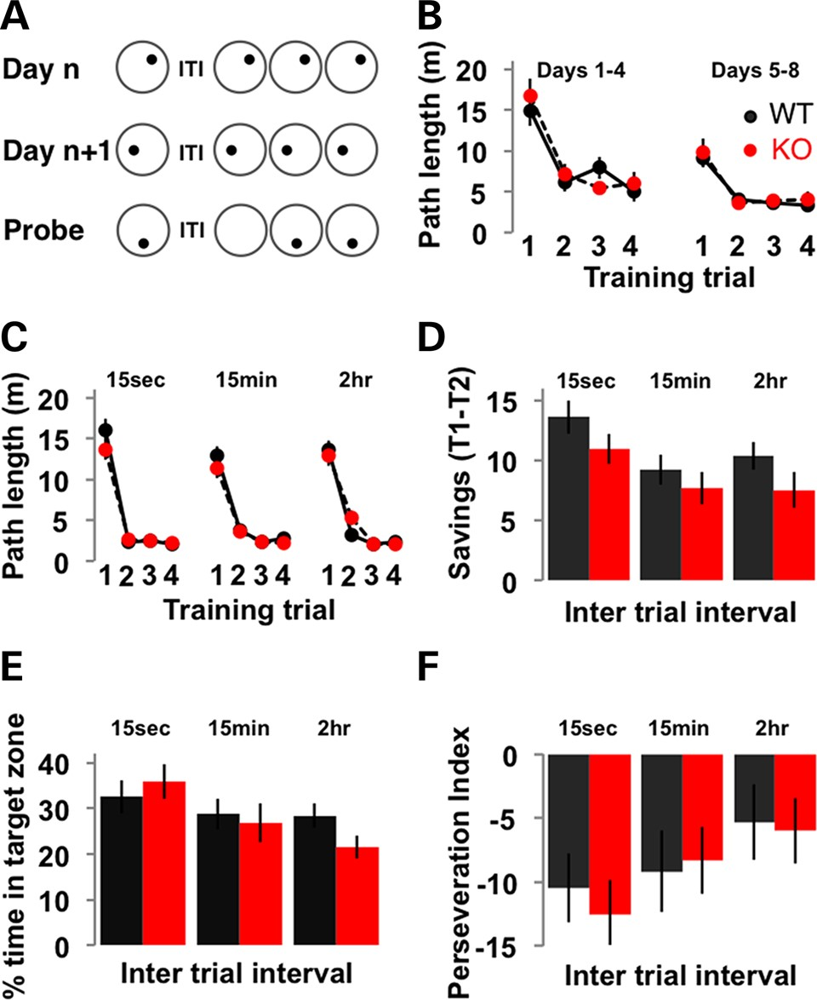 A
Day n ITI
Day n+1 ITI
Probe ITI
B
Path length (m)
20
15
10
5
0
Days 1-4 Days 5-8
WT
KO
1 2 3 4 1 2 3 4
Training trial
C
Path length (m)
20
15
10
5
0
15sec 15min 2hr
1 2 3 4 1 2 3 4 1 2 3 4
Training trial
D
Savings (T1-T2)
15
10
5
0
15sec 15min 2hr
Inter trial interval
E
% time in target zone
40
30
20
10
0
15sec 15min 2hr
Inter trial interval
F
Perseveration Index
0
-5
-10
-15
15sec 15min 2hr
Inter trial interval